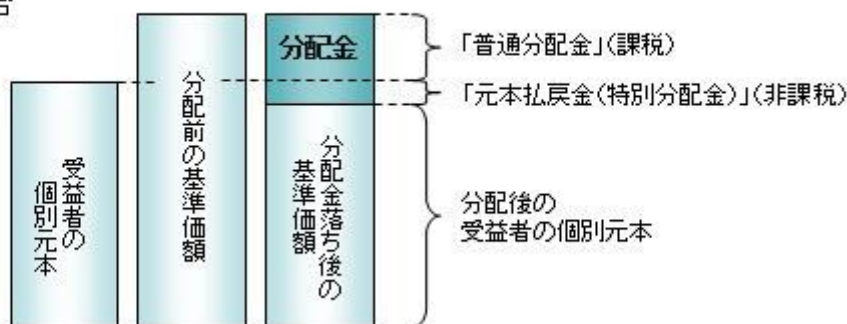 受益者の
個別元本
分配前の基準価額
分配金
分配金落ち後の
基準価額
「普通分配金」(課税)
「元本払戻金(特別分配金)」(非課税)
分配後の
受益者の個別元本